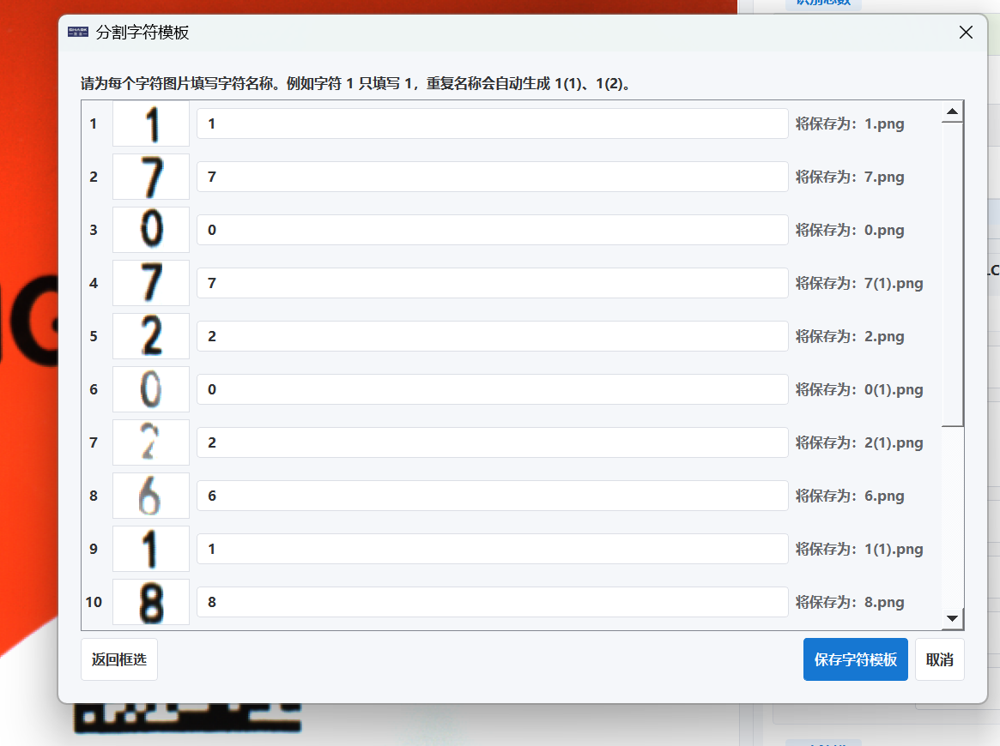 识别总数
分割字符模板
请为每个字符图片填写字符名称。例如字符 1 只填写 1，重复名称会自动生成 1(1)、1(2)。
1 1 1 将保存为：1.png
2 7 7 将保存为：7.png
3 0 0 将保存为：0.png
4 7 7 将保存为：7(1).png
5 2 2 将保存为：2.png
6 0 0 将保存为：0(1).png
7 2 2 将保存为：2(1).png
8 6 6 将保存为：6.png
9 1 1 将保存为：1(1).png
10 8 8 将保存为：8.png
返回框选 保存字符模板 取消